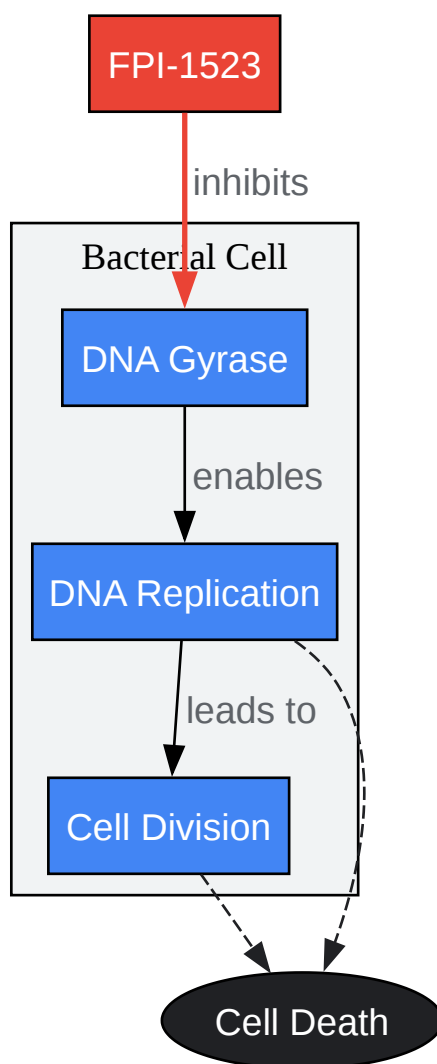 FPI-1523
inhibits
Bacterial Cell
DNA Gyrase
enables
DNA Replication
leads to
Cell Division
Cell Death